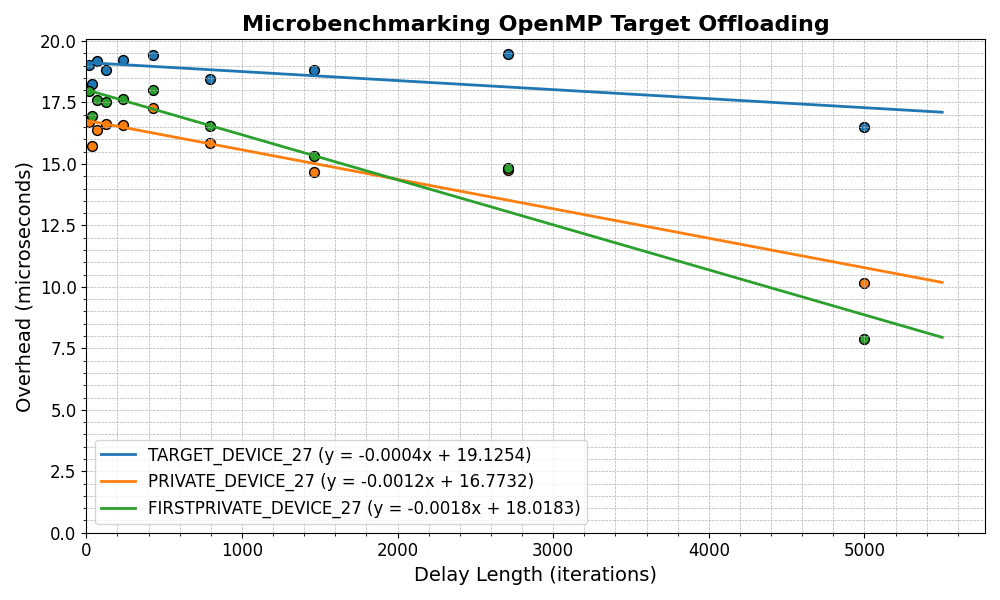 Microbenchmarking OpenMP Target Offloading
Overhead (microseconds)
20.0
17.5
15.0
12.5
10.0
7.5
5.0
2.5
0.0
TARGET_DEVICE_27 (y = -0.0004x + 19.1254)
PRIVATE_DEVICE_27 (y = -0.0012x + 16.7732)
FIRSTPRIVATE_DEVICE_27 (y = -0.0018x + 18.0183)
0 1000 2000 3000 4000 5000
Delay Length (iterations)